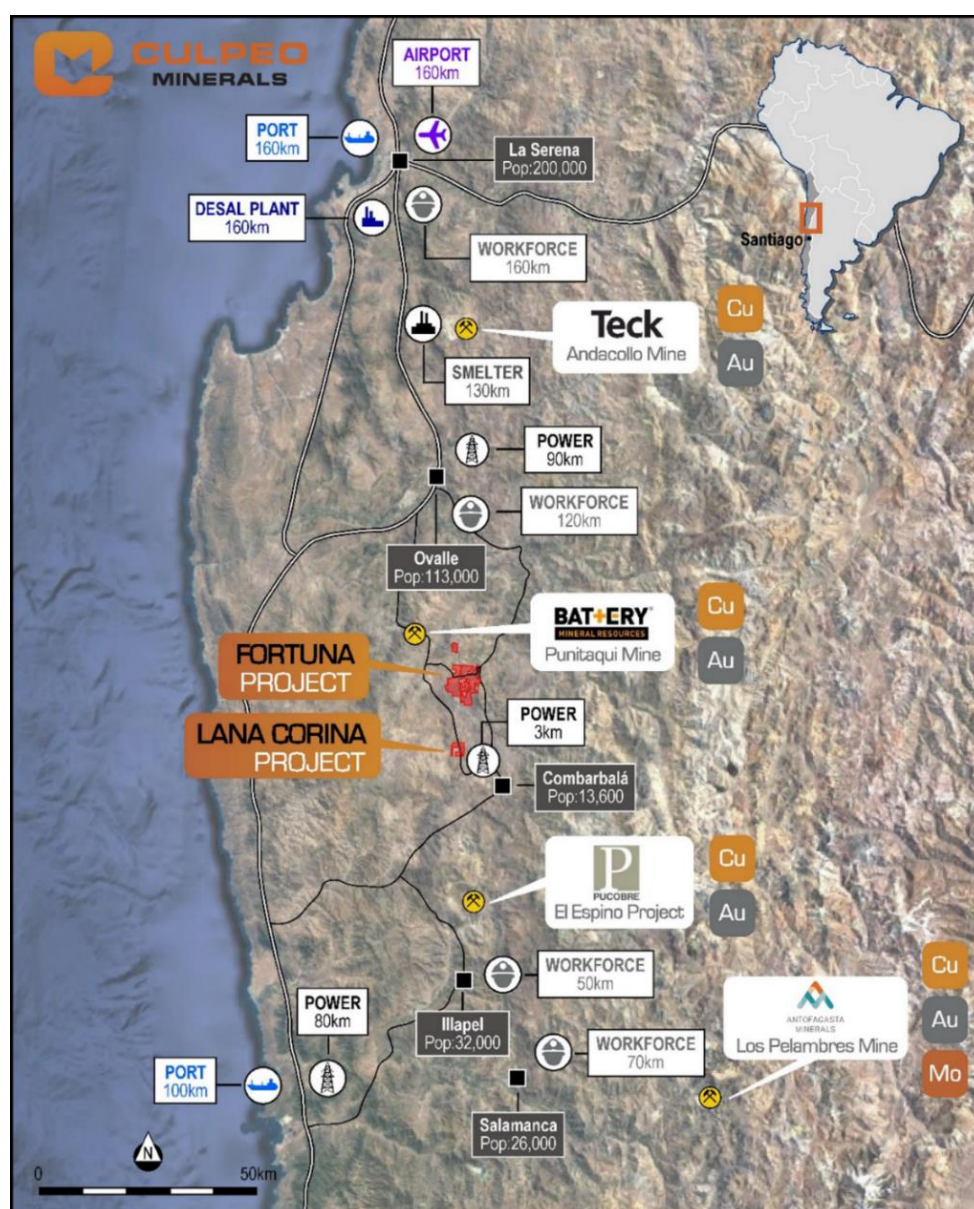 CULPEO
MINERALS
AIRPORT
160km
PORT
160km
La Serena
Pop:200,000
DESAL PLANT
160km
WORKFORCE
160km
Santiago
Teck
Andacollo Mine
Cu
Au
SMELTER
130km
POWER
90km
WORKFORCE
120km
Ovalle
Pop:113,000
BATTERY
MINERAL RESOURCES
Punitaqui Mine
Cu
Au
FORTUNA
PROJECT
POWER
3km
LANA CORINA
PROJECT
Combarbalá
Pop:13,600
P
PUCOBRE
El Espino Project
Cu
Au
WORKFORCE
50km
Illapel
Pop:32,000
POWER
80km
PORT
100km
WORKFORCE
70km
Salamanca
Pop:26,000
ANTOFAGASTA
MINERALS
Los Pelambres Mine
Cu
Au
Mo
N
0
50km